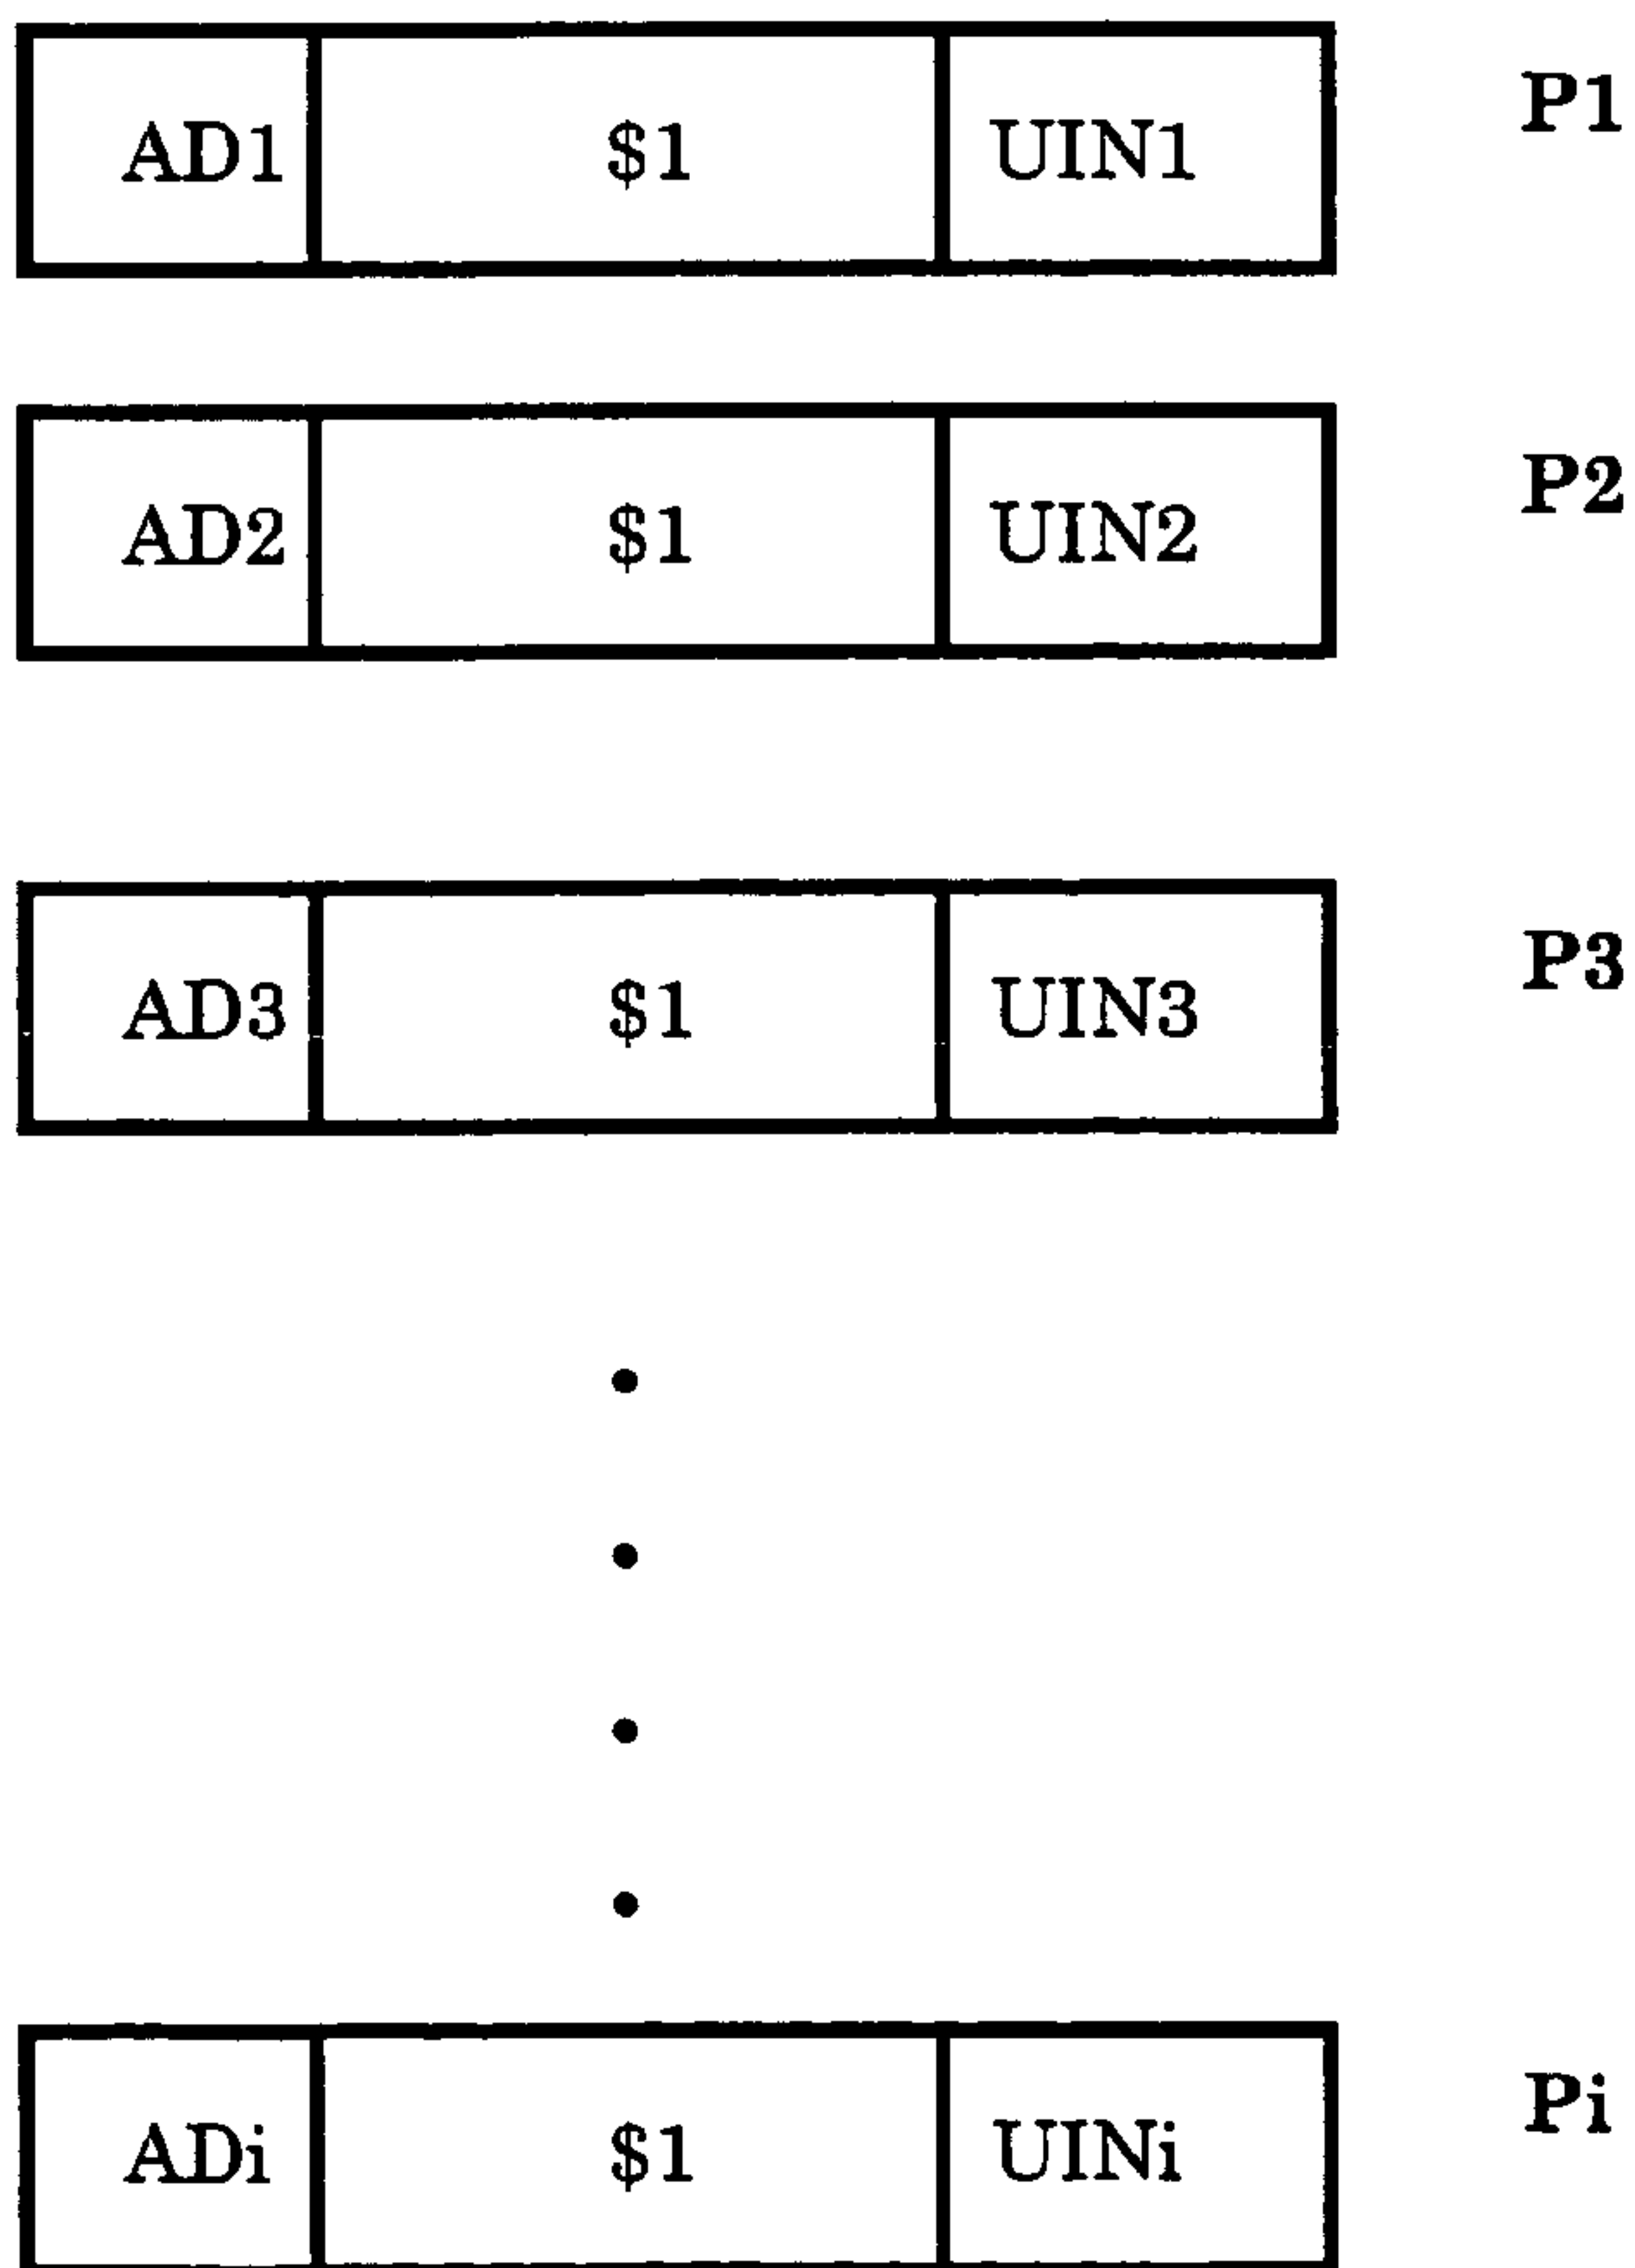 AD1 $1 UIN1 P1
AD2 $1 UIN2 P2
AD3 $1 UIN3 P3
ADi $1 UINi Pi